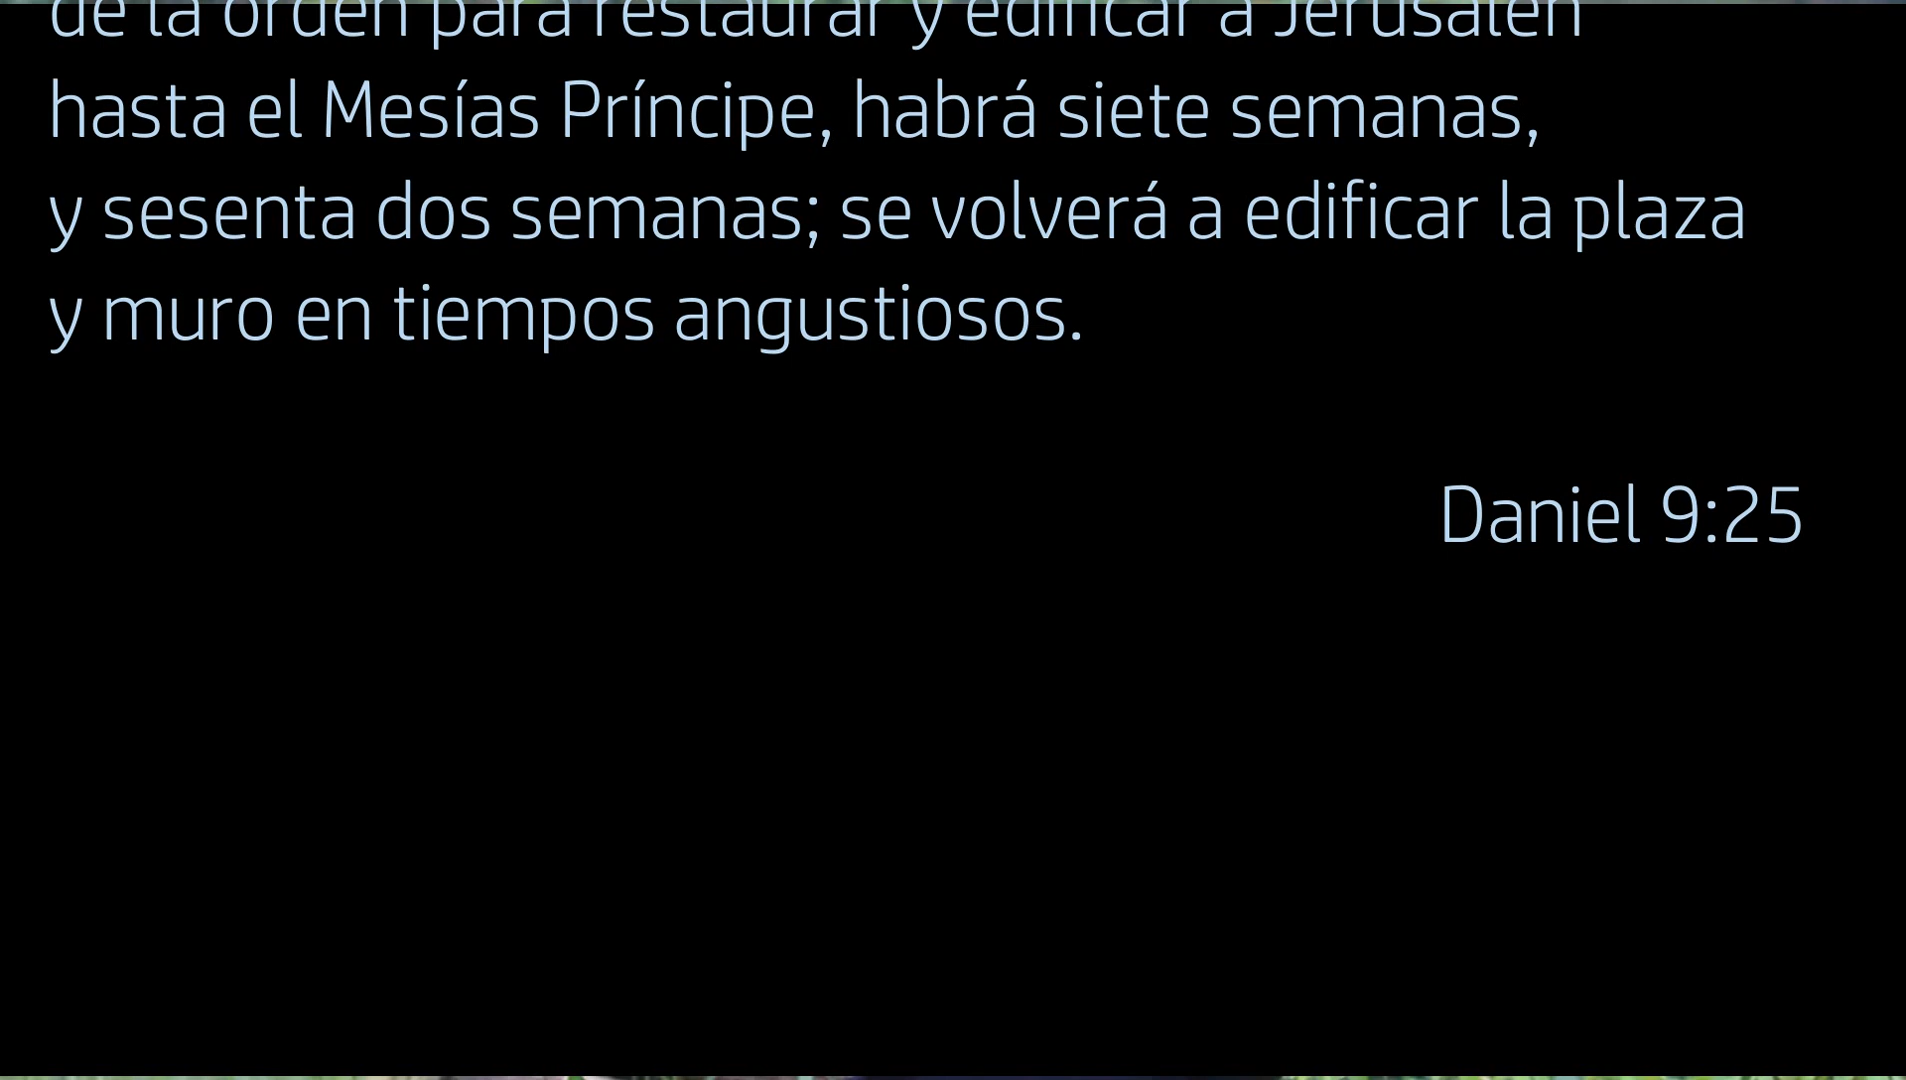 de la orden para restaurar y edificar a Jerusalén
hasta el Mesías Príncipe, habrá siete semanas,
y sesenta dos semanas; se volverá a edificar la plaza
y muro en tiempos angustiosos.
Daniel 9:25